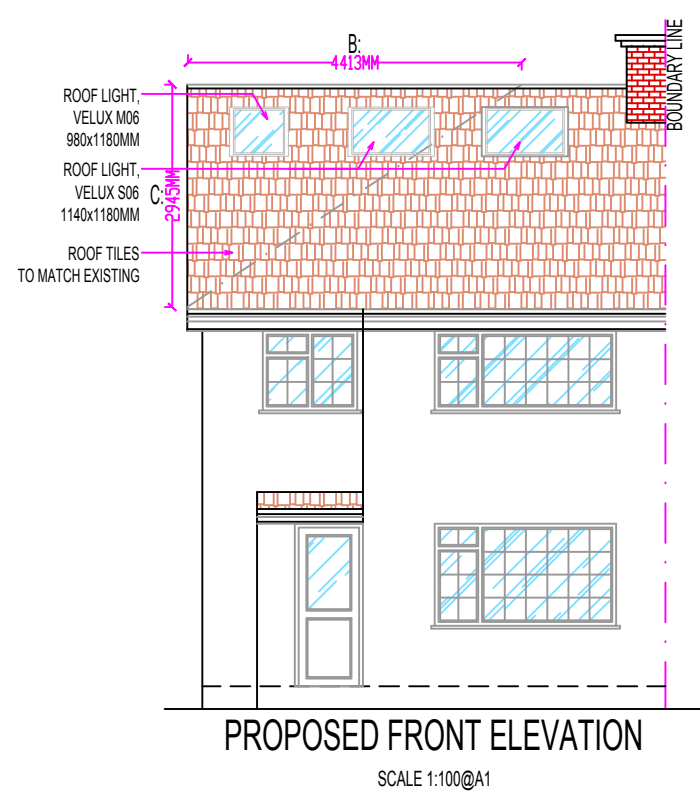 B:
4413MM
BOUNDARY LINE
ROOF LIGHT,
VELUX M06
980x1180MM
ROOF LIGHT,
VELUX S06
1140x1180MM
C:
2945MM
ROOF TILES
TO MATCH EXISTING
PROPOSED FRONT ELEVATION
SCALE 1:100@A1